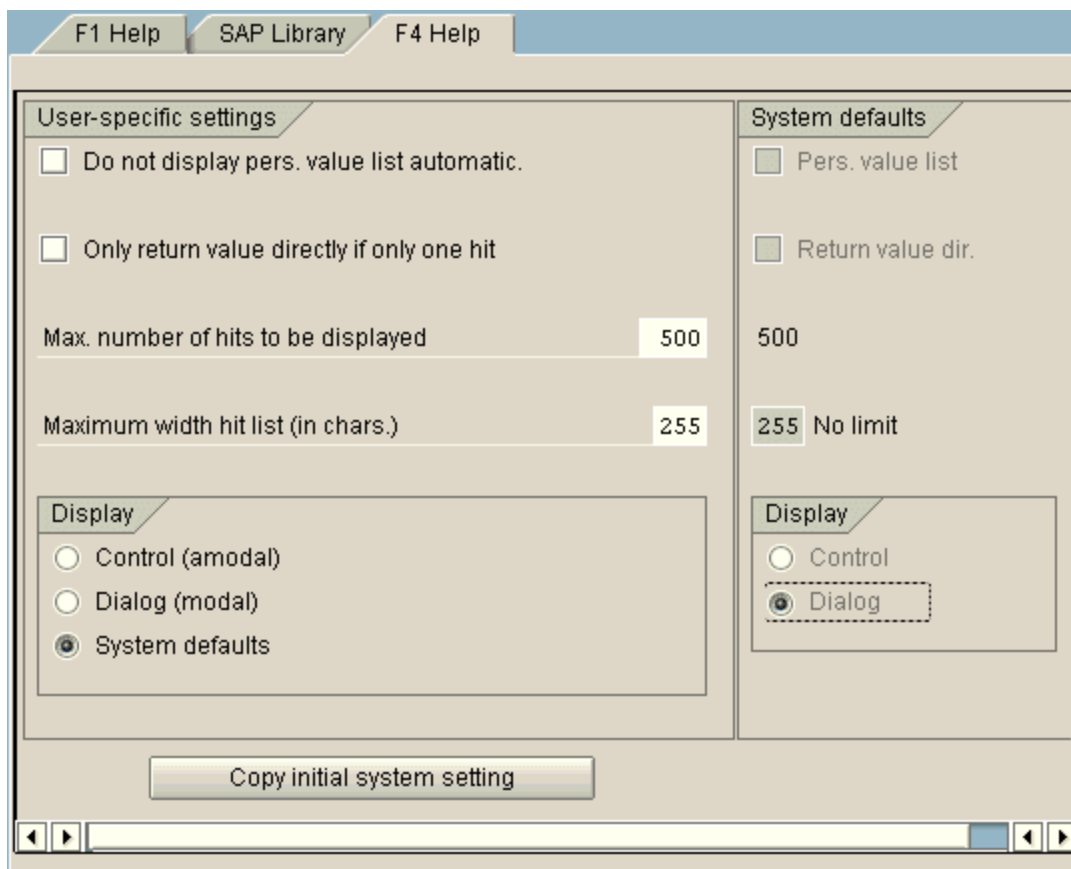 F1 Help
SAP Library
F4 Help
User-specific settings
System defaults
Do not display pers. value list automatic.
Pers. value list
Only return value directly if only one hit
Return value dir.
Max. number of hits to be displayed 500
500
Maximum width hit list (in chars.) 255
255 No limit
Display
Display
Control (amodal)
Control
Dialog (modal)
Dialog
System defaults
Copy initial system setting